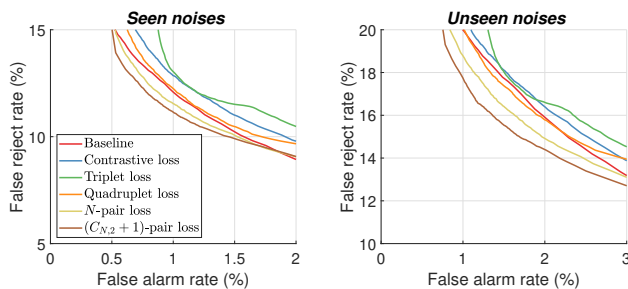 Seen noises
False reject rate (%)
15
10
5
0
0.5
1
1.5
2
False alarm rate (%)
Baseline
Contrastive loss
Triplet loss
Quadruplet loss
N-pair loss
(C_{N,2} + 1)-pair loss
Unseen noises
False reject rate (%)
20
18
16
14
12
10
0
1
2
3
False alarm rate (%)